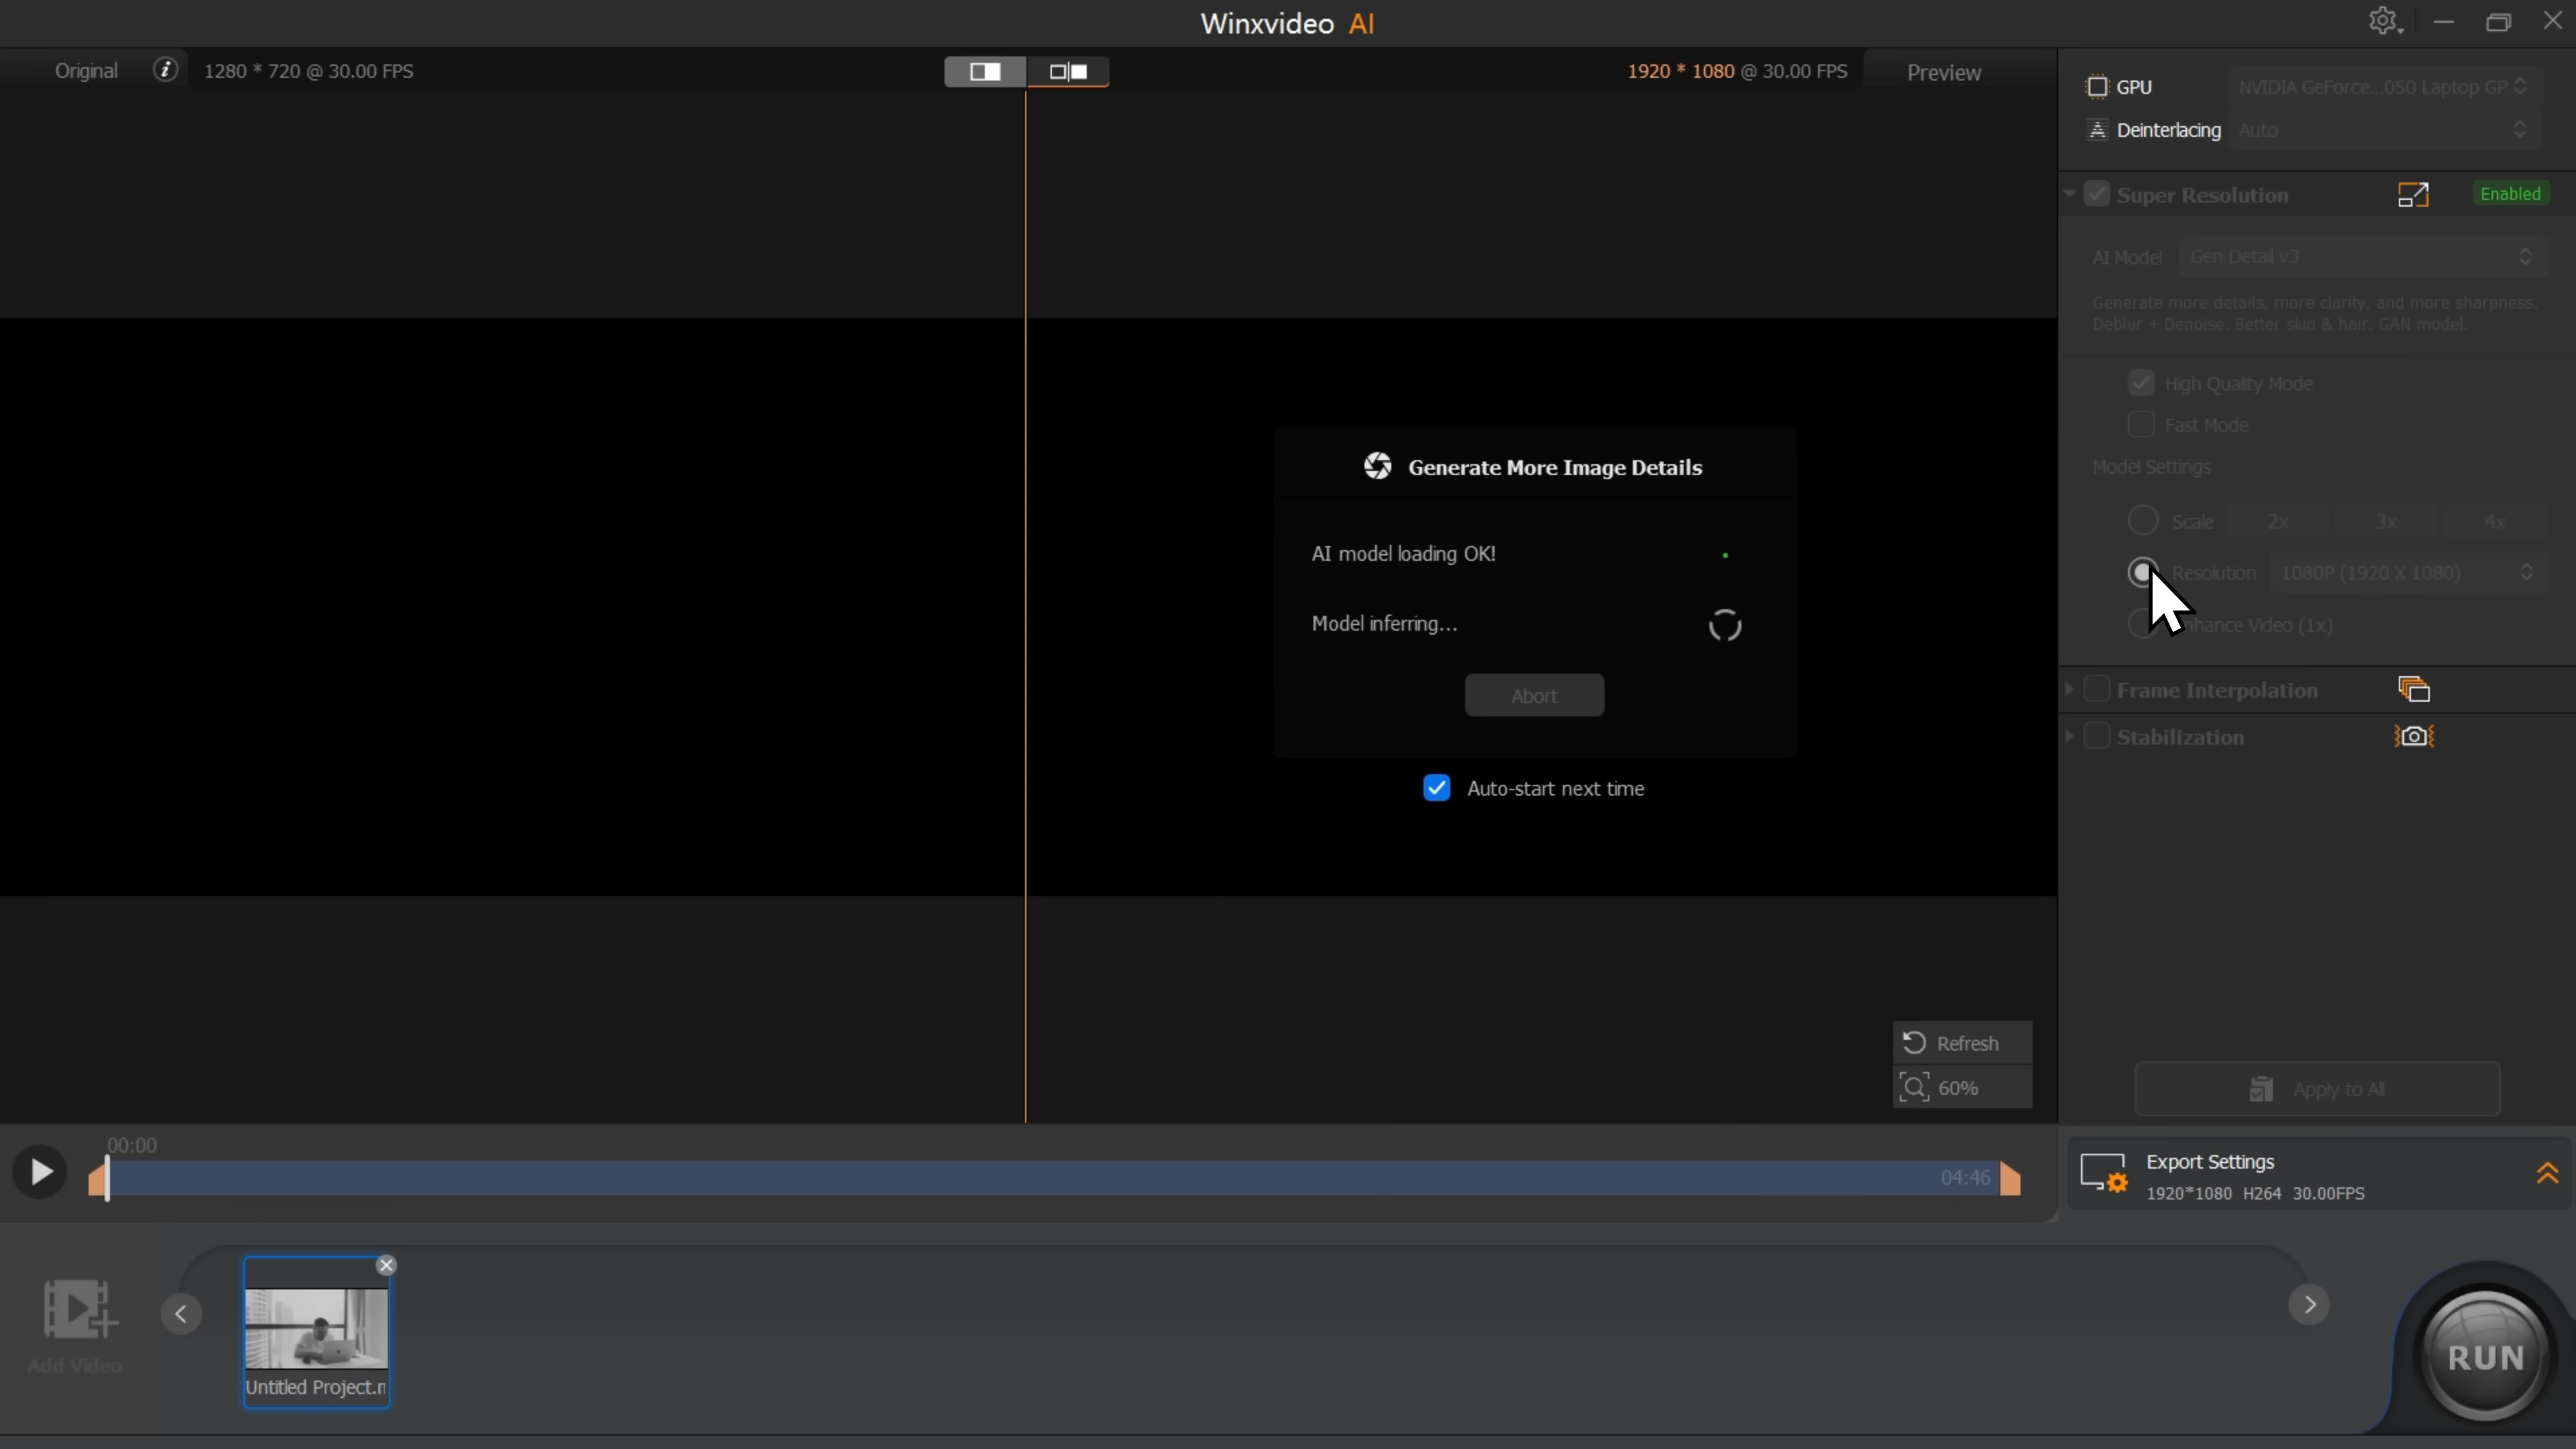 Winxvideo AI
Original
1280 * 720 @ 30.00 FPS
1920 * 1080 @ 30.00 FPS
Preview
GPU
NVIDIA GeForce...050 Laptop GP
Deinterlacing
Auto
Super Resolution
Enabled
AI Model
Gen Detail v3
Generate more details, more clarity, and more sharpness.
Deblur + Denoise. Better skin & hair. GAN model.
High Quality Mode
Fast Mode
Model Settings
Scale
2x
3x
4x
Resolution
1080P (1920 X 1080)
nhance Video (1x)
Frame Interpolation
Stabilization
Generate More Image Details
AI model loading OK!
Model inferring...
Abort
Auto-start next time
Refresh
60%
Apply to All
00:00
04:46
Export Settings
1920*1080 H264 30.00FPS
Add Video
Untitled Project.n
RUN